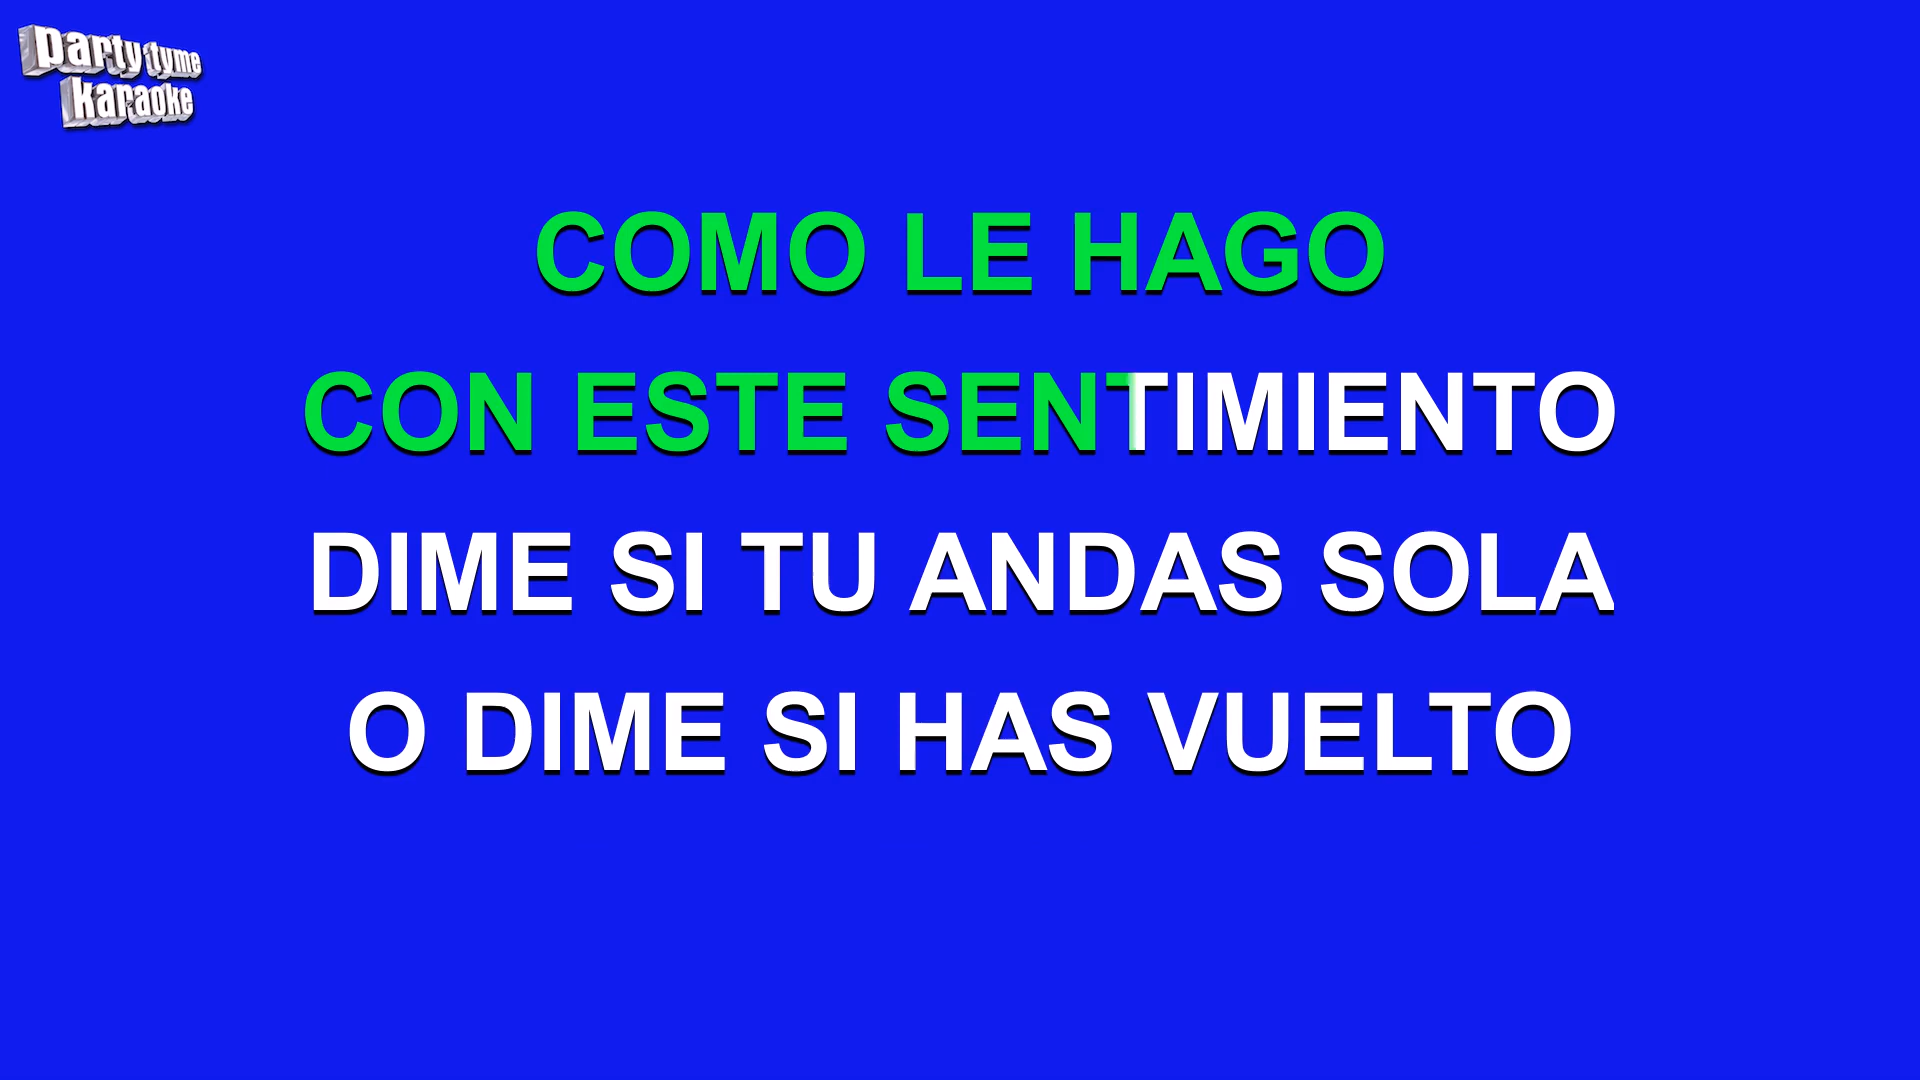 party tyme
karaoke
COMO LE HAGO
CON ESTE SENTIMIENTO
DIME SI TU ANDAS SOLA
O DIME SI HAS VUELTO